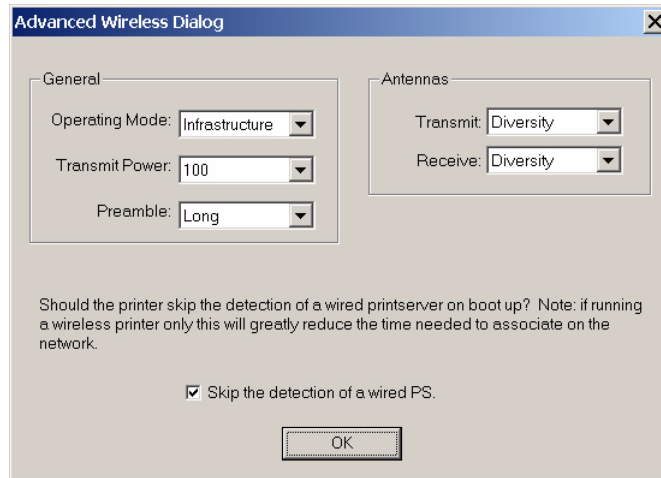 Advanced Wireless Dialog
General
Operating Mode: Infrastructure
Transmit Power: 100
Preamble: Long
Antennas
Transmit: Diversity
Receive: Diversity
Should the printer skip the detection of a wired printserver on boot up?  Note: if running
a wireless printer only this will greatly reduce the time needed to associate on the
network.
Skip the detection of a wired PS.
OK